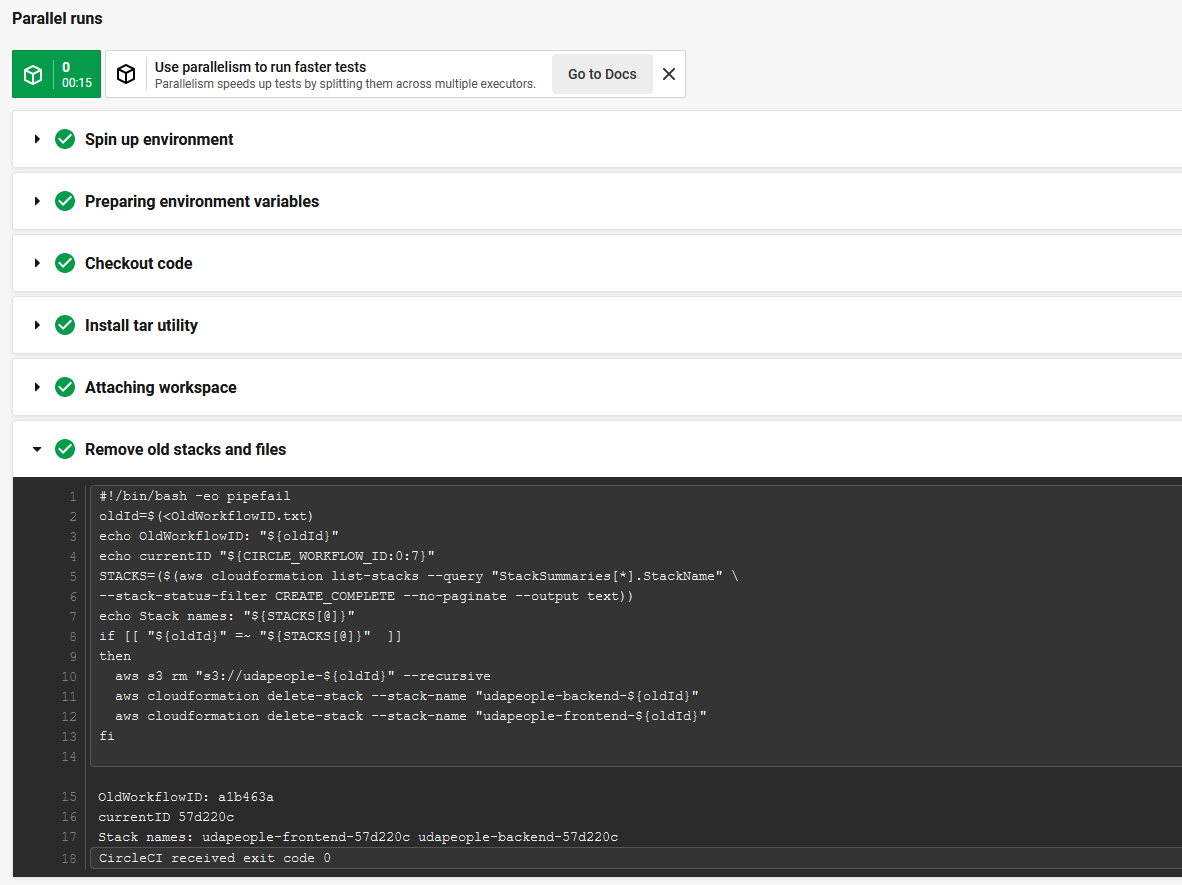 Parallel runs
0
00:15
Use parallelism to run faster tests
Parallelism speeds up tests by splitting them across multiple executors.
Go to Docs
Spin up environment
Preparing environment variables
Checkout code
Install tar utility
Attaching workspace
Remove old stacks and files
1 #!/bin/bash -eo pipefail
2 oldId=$(<OldWorkflowID.txt)
3 echo OldWorkflowID: "${oldId}"
4 echo currentID "${CIRCLE_WORKFLOW_ID:0:7}"
5 STACKS=($(aws cloudformation list-stacks --query "StackSummaries[*].StackName" \
6 --stack-status-filter CREATE_COMPLETE --no-paginate --output text))
7 echo Stack names: "${STACKS[@]}"
8 if [[ "${oldId}" =~ "${STACKS[@]}"  ]]
9 then
10   aws s3 rm "s3://udapeople-${oldId}" --recursive
11   aws cloudformation delete-stack --stack-name "udapeople-backend-${oldId}"
12   aws cloudformation delete-stack --stack-name "udapeople-frontend-${oldId}"
13 fi
14
15 OldWorkflowID: a1b463a
16 currentID 57d220c
17 Stack names: udapeople-frontend-57d220c udapeople-backend-57d220c
18 CircleCI received exit code 0